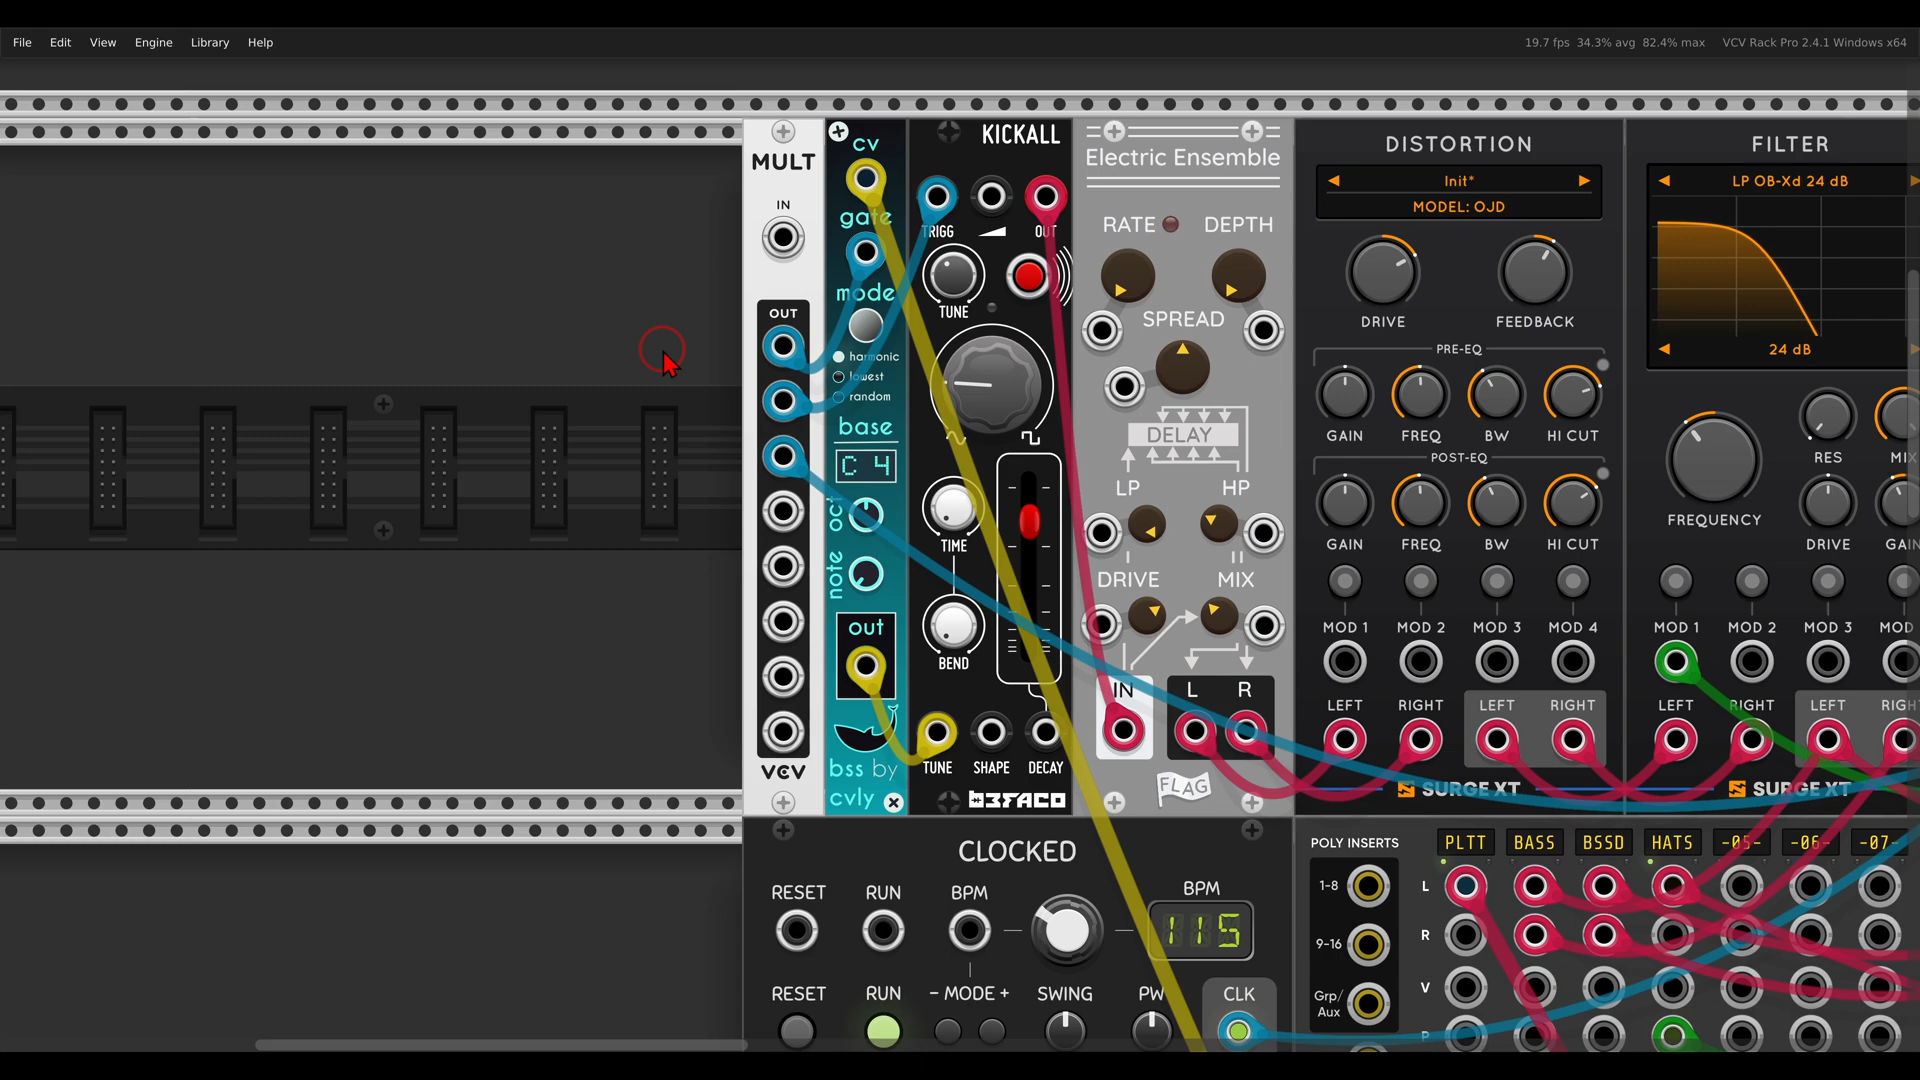 File Edit View Engine Library Help
19.7 fps 34.3% avg 82.4% max VCV Rack Pro 2.4.1 Windows x64
MULT
IN
OUT
VCV
cv
gate
mode
harmonic
lowest
random
base
C 4
oct
note
out
bss by
cvly
KICKALL
TRIGG OUT
TUNE
TIME
BEND
TUNE SHAPE DECAY
B3FACO
Electric Ensemble
RATE DEPTH
SPREAD
DELAY
LP HP
DRIVE MIX
IN L R
FLAG
DISTORTION
Init*
MODEL: OJD
DRIVE FEEDBACK
PRE-EQ
GAIN FREQ BW HI CUT
POST-EQ
GAIN FREQ BW HI CUT
MOD 1 MOD 2 MOD 3 MOD 4
LEFT RIGHT LEFT RIGHT
SURGE XT
FILTER
LP OB-Xd 24 dB
24 dB
FREQUENCY
RES MIX
DRIVE GAIN
MOD 1 MOD 2 MOD 3 MOD
LEFT RIGHT LEFT RIGH
SURGE XT
CLOCKED
RESET RUN BPM BPM
115
RESET RUN - MODE + SWING PW CLK
POLY INSERTS
1-8
9-16
Grp/
Aux
PLTT BASS BSSD HATS -05- -06- -07-
L
R
V
P